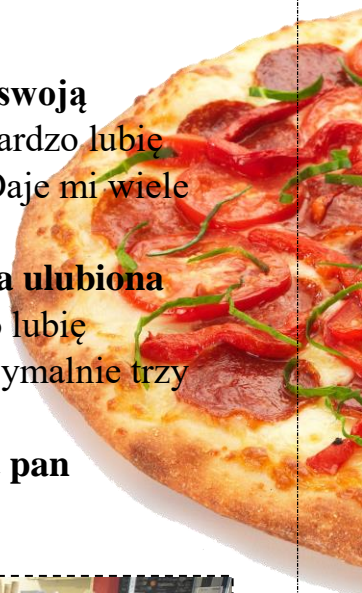 swoją
ardzo lubię
Daje mi wiele
a ulubiona
o lubię
ymalnie trzy
pan